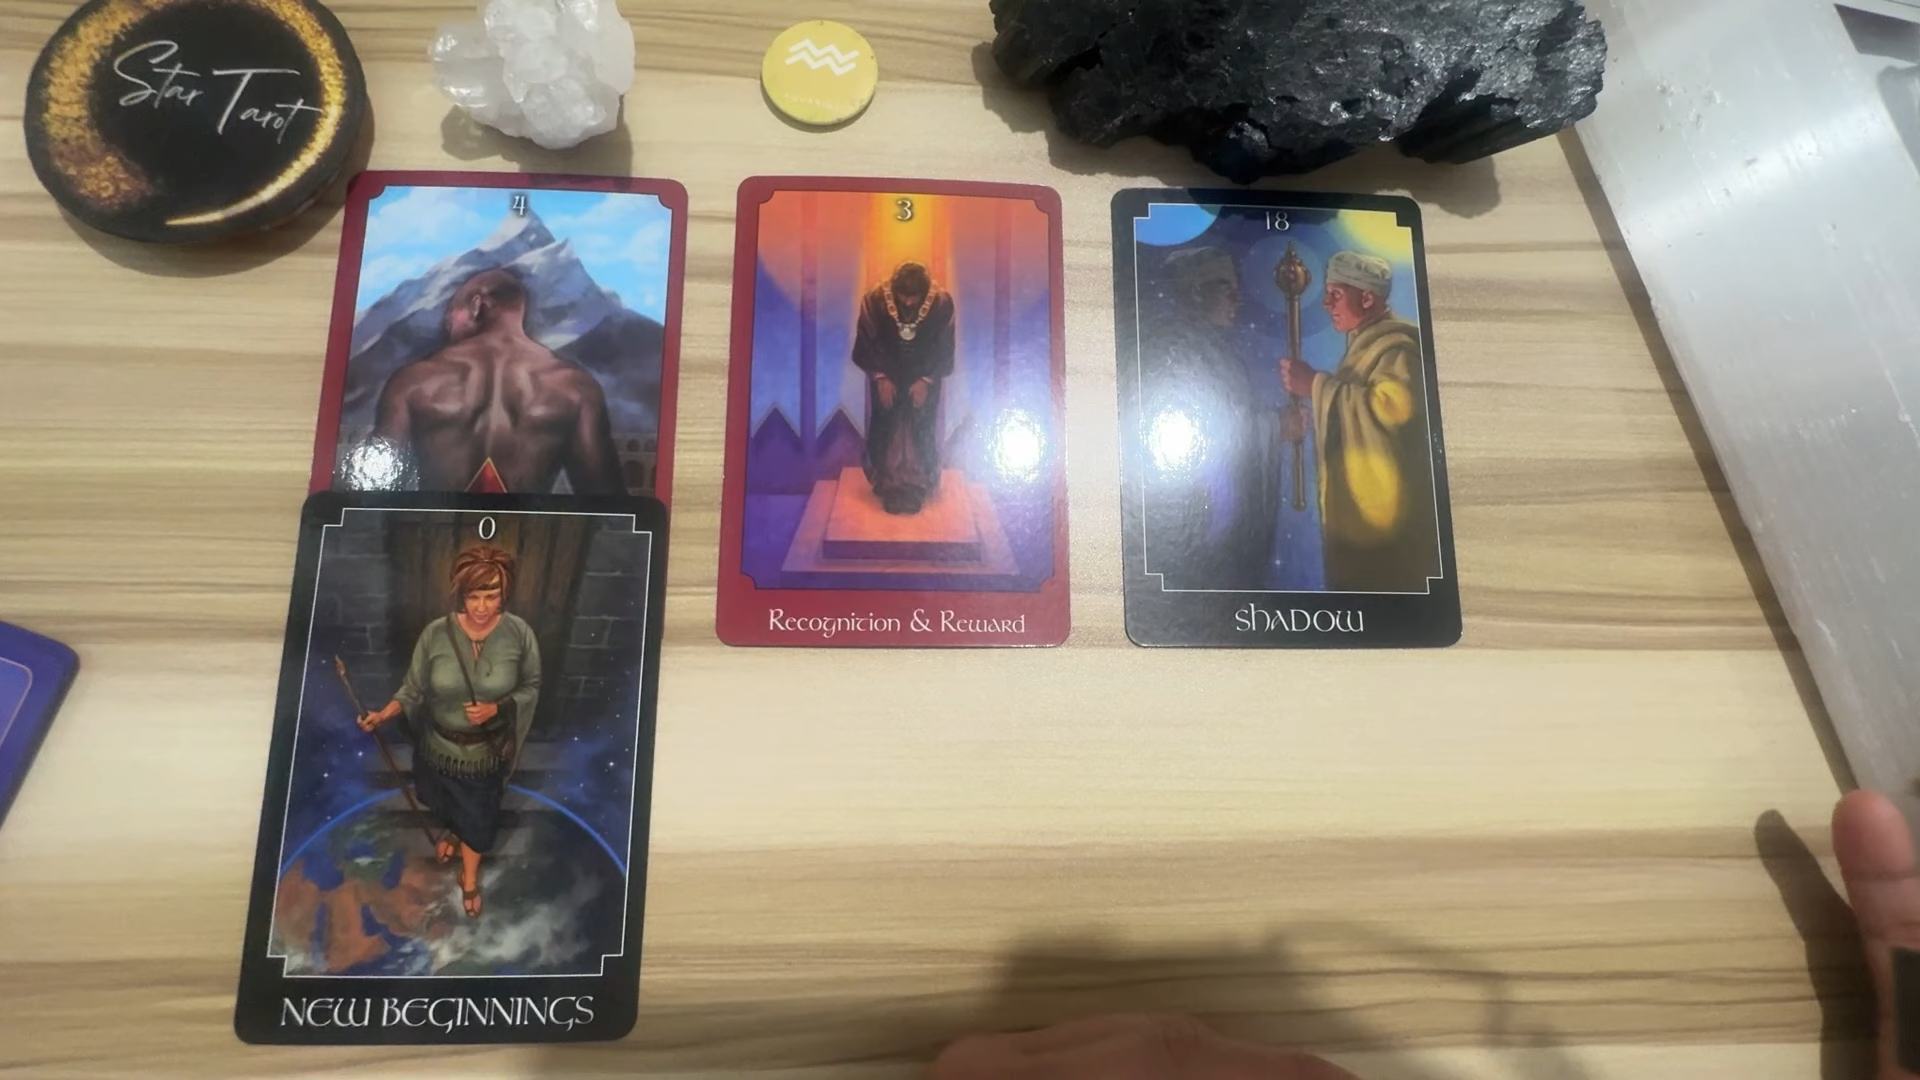 Star Tarot
4
3
18
Recognition & Reward
SHADOW
0
NEW BEGINNINGS